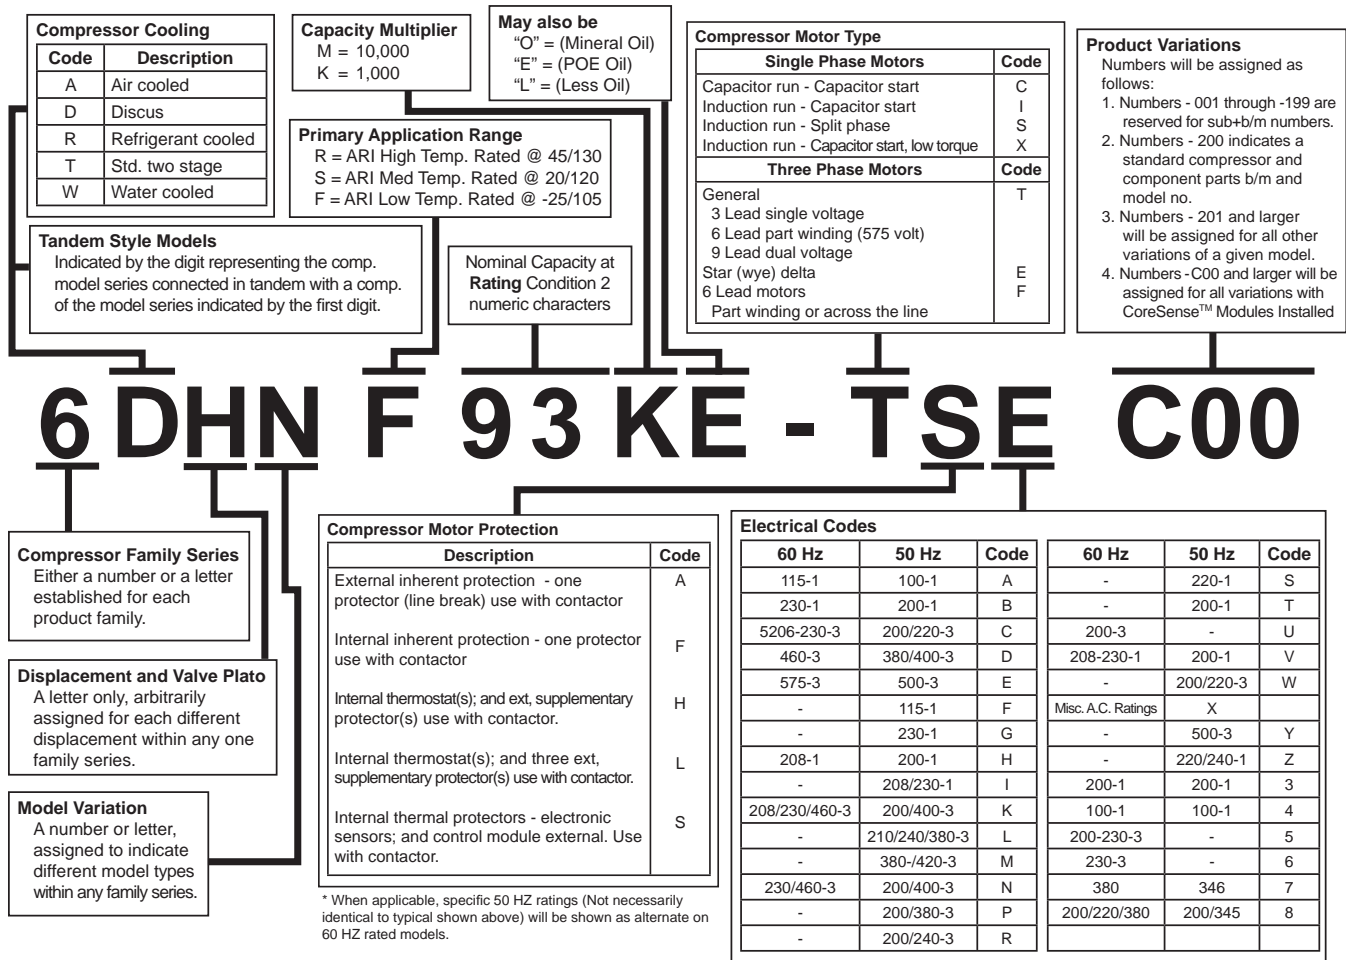 Compressor Cooling
Code Description
A Air cooled
D Discus
R Refrigerant cooled
T Std. two stage
W Water cooled
Capacity Multiplier
M = 10,000
K = 1,000
May also be
“O” = (Mineral Oil)
“E” = (POE Oil)
“L” = (Less Oil)
Primary Application Range
R = ARI High Temp. Rated @ 45/130
S = ARI Med Temp. Rated @ 20/120
F = ARI Low Temp. Rated @ -25/105
Tandem Style Models
Indicated by the digit representing the comp.
model series connected in tandem with a comp.
of the model series indicated by the first digit.
Nominal Capacity at
Rating Condition 2
numeric characters
Compressor Motor Type
Single Phase Motors Code
Capacitor run - Capacitor start C
Induction run - Capacitor start I
Induction run - Split phase S
Induction run - Capacitor start, low torque X
Three Phase Motors Code
General T
3 Lead single voltage
6 Lead part winding (575 volt)
9 Lead dual voltage
Star (wye) delta E
6 Lead motors F
Part winding or across the line
Product Variations
Numbers will be assigned as
follows:
1. Numbers - 001 through -199 are
reserved for sub+b/m numbers.
2. Numbers - 200 indicates a
standard compressor and
component parts b/m and
model no.
3. Numbers - 201 and larger
will be assigned for all other
variations of a given model.
4. Numbers -C00 and larger will be
assigned for all variations with
CoreSense™ Modules Installed
6 D H N F 9 3 K E - T S E C00
Compressor Family Series
Either a number or a letter
established for each
product family.
Displacement and Valve Plato
A letter only, arbitrarily
assigned for each different
displacement within any one
family series.
Model Variation
A number or letter,
assigned to indicate
different model types
within any family series.
Compressor Motor Protection
Description Code
External inherent protection - one A
protector (line break) use with contactor
Internal inherent protection - one protector F
use with contactor
Internal thermostat(s); and ext, supplementary H
protector(s) use with contactor.
Internal thermostat(s); and three ext, L
supplementary protector(s) use with contactor.
Internal thermal protectors - electronic S
sensors; and control module external. Use
with contactor.
* When applicable, specific 50 HZ ratings (Not necessarily
identical to typical shown above) will be shown as alternate on
60 HZ rated models.
Electrical Codes
60 Hz 50 Hz Code 60 Hz 50 Hz Code
115-1 100-1 A - 220-1 S
230-1 200-1 B - 200-1 T
5206-230-3 200/220-3 C 200-3 - U
460-3 380/400-3 D 208-230-1 200-1 V
575-3 500-3 E - 200/220-3 W
- 115-1 F Misc. A.C. Ratings X
- 230-1 G - 500-3 Y
208-1 200-1 H - 220/240-1 Z
- 208/230-1 I 200-1 200-1 3
208/230/460-3 200/400-3 K 100-1 100-1 4
- 210/240/380-3 L 200-230-3 - 5
- 380-/420-3 M 230-3 - 6
230/460-3 200/400-3 N 380 346 7
- 200/380-3 P 200/220/380 200/345 8
- 200/240-3 R